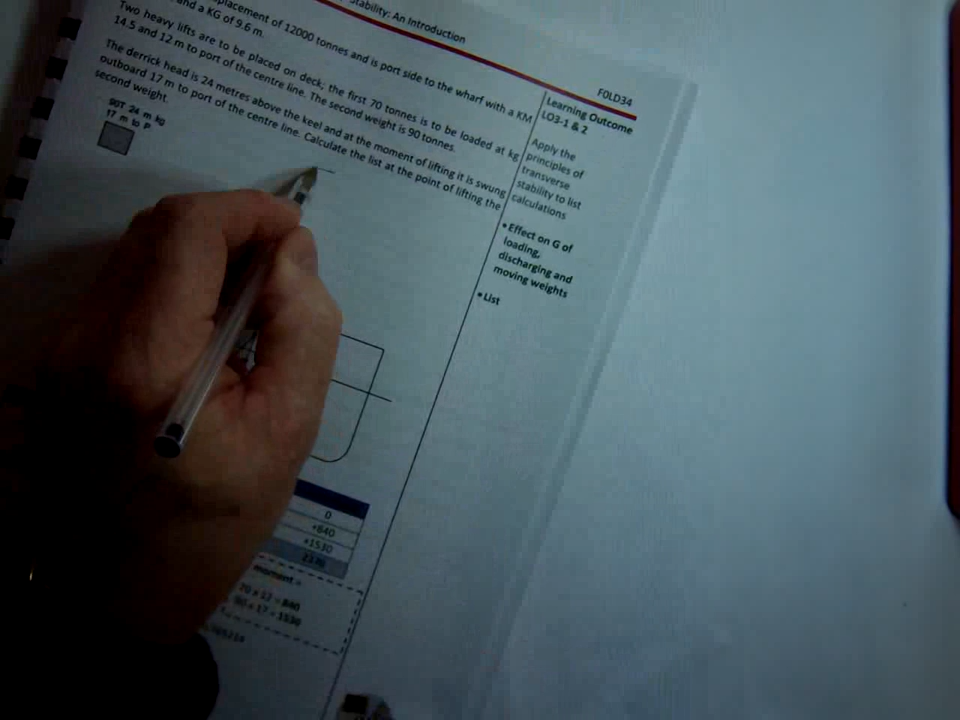 Stability: An Introduction
F0LD34
displacement of 12000 tonnes and is port side to the wharf with a KM
and a KG of 9.6 m.
Two heavy lifts are to be placed on deck; the first 70 tonnes is to be loaded at kg
14.5 and 12 m to port of the centre line. The second weight is 90 tonnes.
The derrick head is 24 metres above the keel and at the moment of lifting it is swung
outboard 17 m to port of the centre line. Calculate the list at the point of lifting the
second weight.
90T 24 m kg
17 m to P
Learning Outcome
LO3-1 & 2
Apply the
principles of
transverse
stability to list
calculations
•Effect on G of
loading,
discharging and
moving weights
•List
0
+840
+1530
2370
moment =
70 x 12 = 840
90 x 17 = 1530